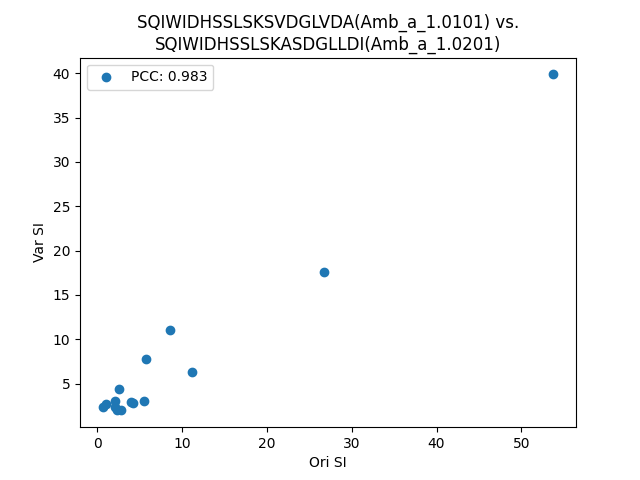 SQIWIDHSSLSKSVDGLVDA(Amb_a_1.0101) vs.
SQIWIDHSSLSKASDGLLDI(Amb_a_1.0201)
PCC: 0.983
40
35
30
25
20
15
10
5
Var SI
0 10 20 30 40 50
Ori SI